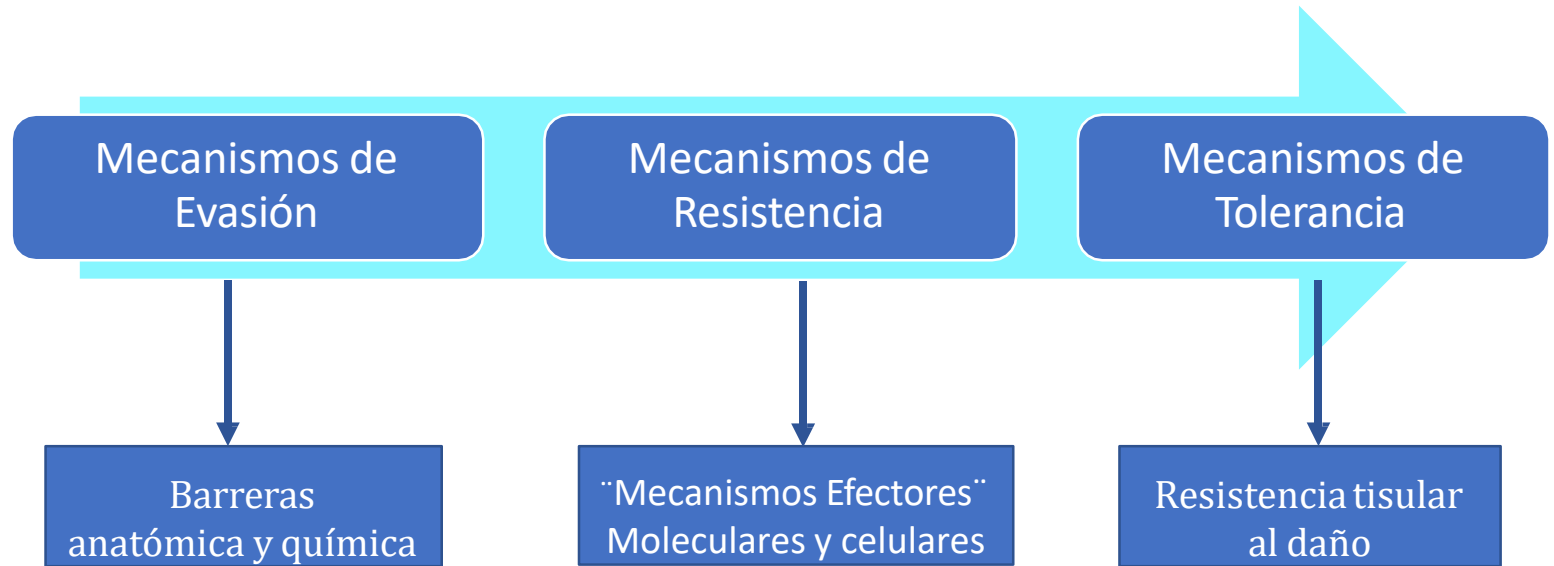 Mecanismos de
Evasión
Mecanismos de
Resistencia
Mecanismos de
Tolerancia
Barreras
anatómica y química
¨Mecanismos Efectores¨
Moleculares y celulares
Resistencia tisular
al daño